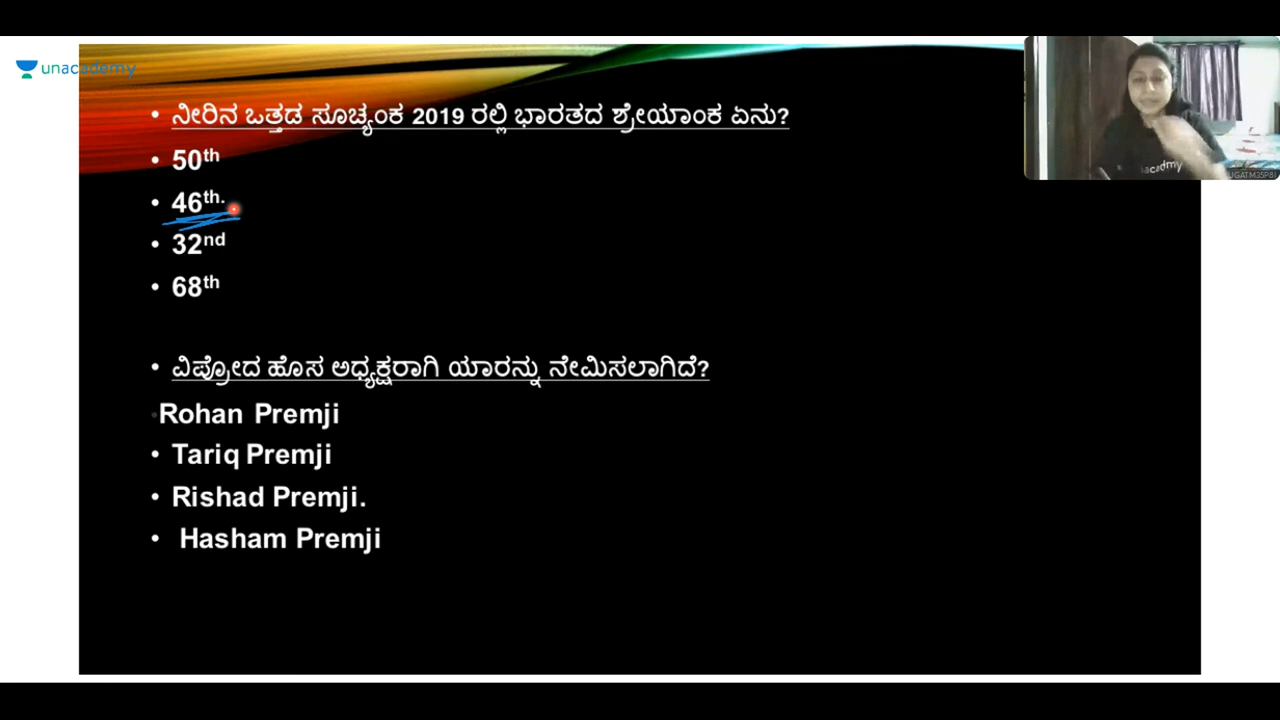 unacademy
ನೀರಿನ ಒತ್ತಡ ಸೂಚ್ಯಂಕ 2019 ರಲ್ಲಿ ಭಾರತದ ಶ್ರೇಯಾಂಕ ಏನು?
50th
46th.
32nd
68th
ವಿಪ್ರೋದ ಹೊಸ ಅಧ್ಯಕ್ಷರಾಗಿ ಯಾರನ್ನು ನೇಮಿಸಲಾಗಿದೆ?
Rohan Premji
Tariq Premji
Rishad Premji.
Hasham Premji